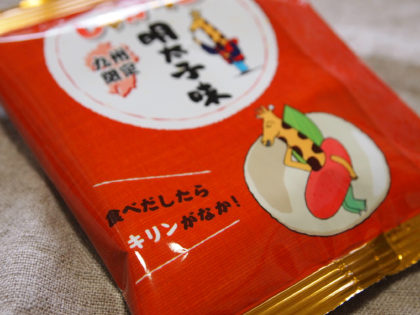 九州
限定
明太子味
食べだしたら
キリンがなか!